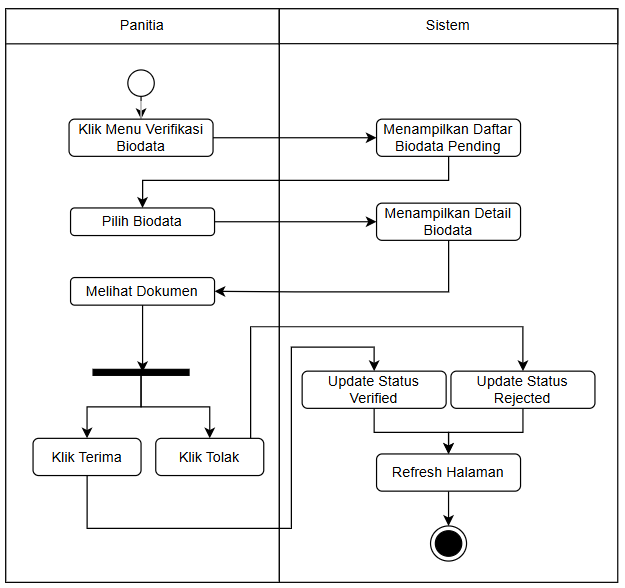 Panitia
Sistem
Klik Menu Verifikasi
Biodata
Menampilkan Daftar
Biodata Pending
Pilih Biodata
Menampilkan Detail
Biodata
Melihat Dokumen
Update Status
Verified
Update Status
Rejected
Klik Terima
Klik Tolak
Refresh Halaman